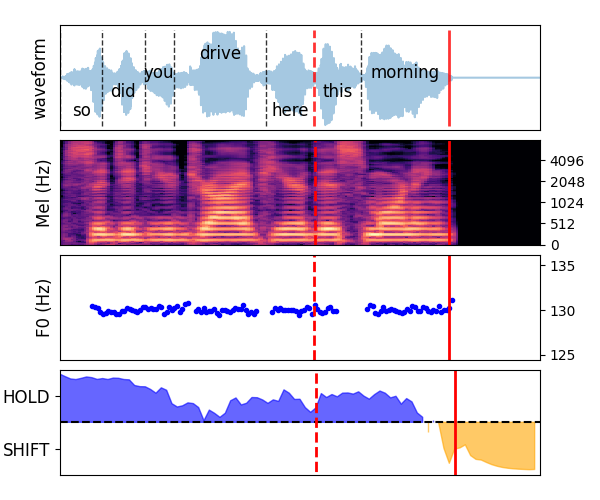 waveform
so did you drive here this morning
Mel (Hz)
4096
2048
1024
512
0
F0 (Hz)
135
130
125
HOLD
SHIFT